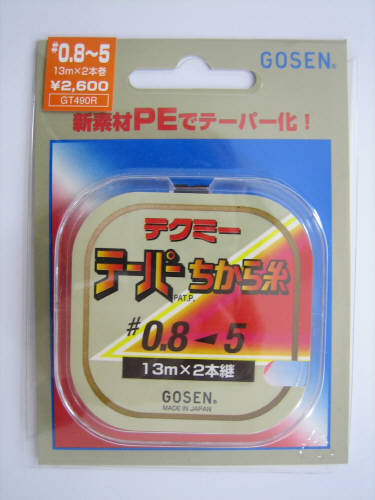 #0.8~5
13m×2本巻
¥2,600
GT490R
GOSEN®
新素材PEでテーパー化!
テクミー
テーパーちから糸
PAT.P.
#0.8◄5
13m×2本継
GOSEN®
MADE IN JAPAN